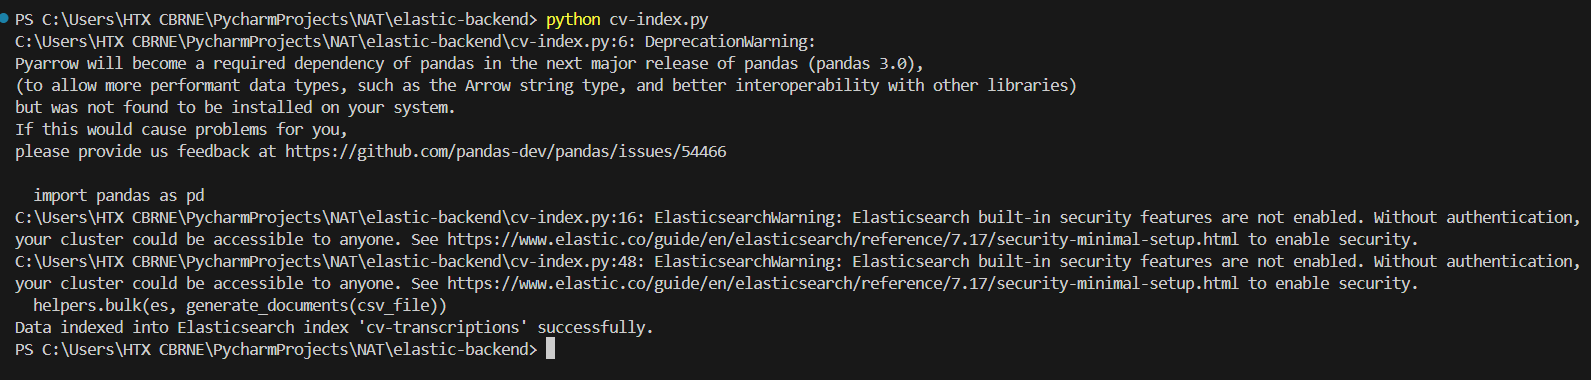 PS C:\Users\HTX CBRNE\PycharmProjects\NAT\elastic-backend> python cv-index.py
C:\Users\HTX CBRNE\PycharmProjects\NAT\elastic-backend\cv-index.py:6: DeprecationWarning:
Pyarrow will become a required dependency of pandas in the next major release of pandas (pandas 3.0),
(to allow more performant data types, such as the Arrow string type, and better interoperability with other libraries)
but was not found to be installed on your system.
If this would cause problems for you,
please provide us feedback at https://github.com/pandas-dev/pandas/issues/54466
import pandas as pd
C:\Users\HTX CBRNE\PycharmProjects\NAT\elastic-backend\cv-index.py:16: ElasticsearchWarning: Elasticsearch built-in security features are not enabled. Without authentication,
your cluster could be accessible to anyone. See https://www.elastic.co/guide/en/elasticsearch/reference/7.17/security-minimal-setup.html to enable security.
C:\Users\HTX CBRNE\PycharmProjects\NAT\elastic-backend\cv-index.py:48: ElasticsearchWarning: Elasticsearch built-in security features are not enabled. Without authentication,
your cluster could be accessible to anyone. See https://www.elastic.co/guide/en/elasticsearch/reference/7.17/security-minimal-setup.html to enable security.
helpers.bulk(es, generate_documents(csv_file))
Data indexed into Elasticsearch index 'cv-transcriptions' successfully.
PS C:\Users\HTX CBRNE\PycharmProjects\NAT\elastic-backend>